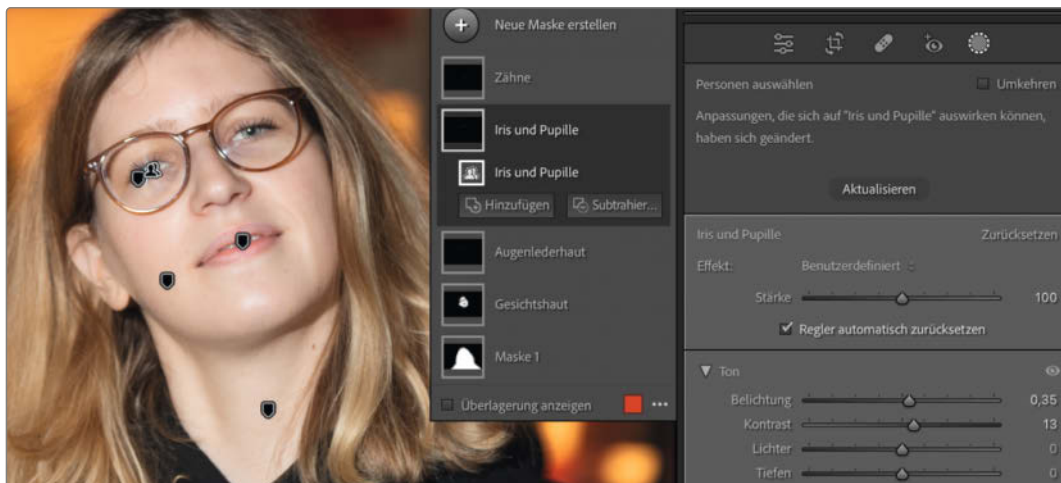 Neue Maske erstellen
Zähne
Iris und Pupille
Iris und Pupille
Hinzufügen
Subtrahier...
Augenlederhaut
Gesichtshaut
Maske 1
Überlagerung anzeigen
Personen auswählen
Umkehren
Anpassungen, die sich auf "Iris und Pupille" auswirken können,
haben sich geändert.
Aktualisieren
Iris und Pupille
Zurücksetzen
Effekt:
Benutzerdefiniert
Stärke
100
Regler automatisch zurücksetzen
Ton
Belichtung
0,35
Kontrast
13
Lichter
0
Tiefen
0